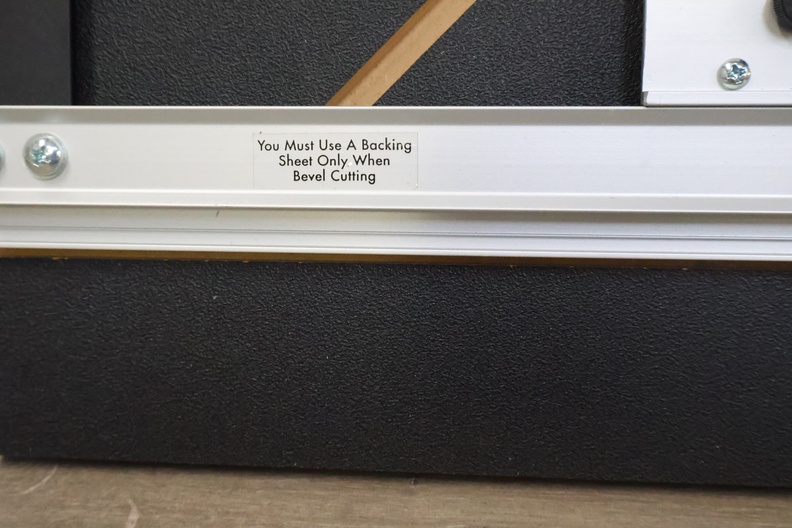 You Must Use A Backing
Sheet Only When
Bevel Cutting